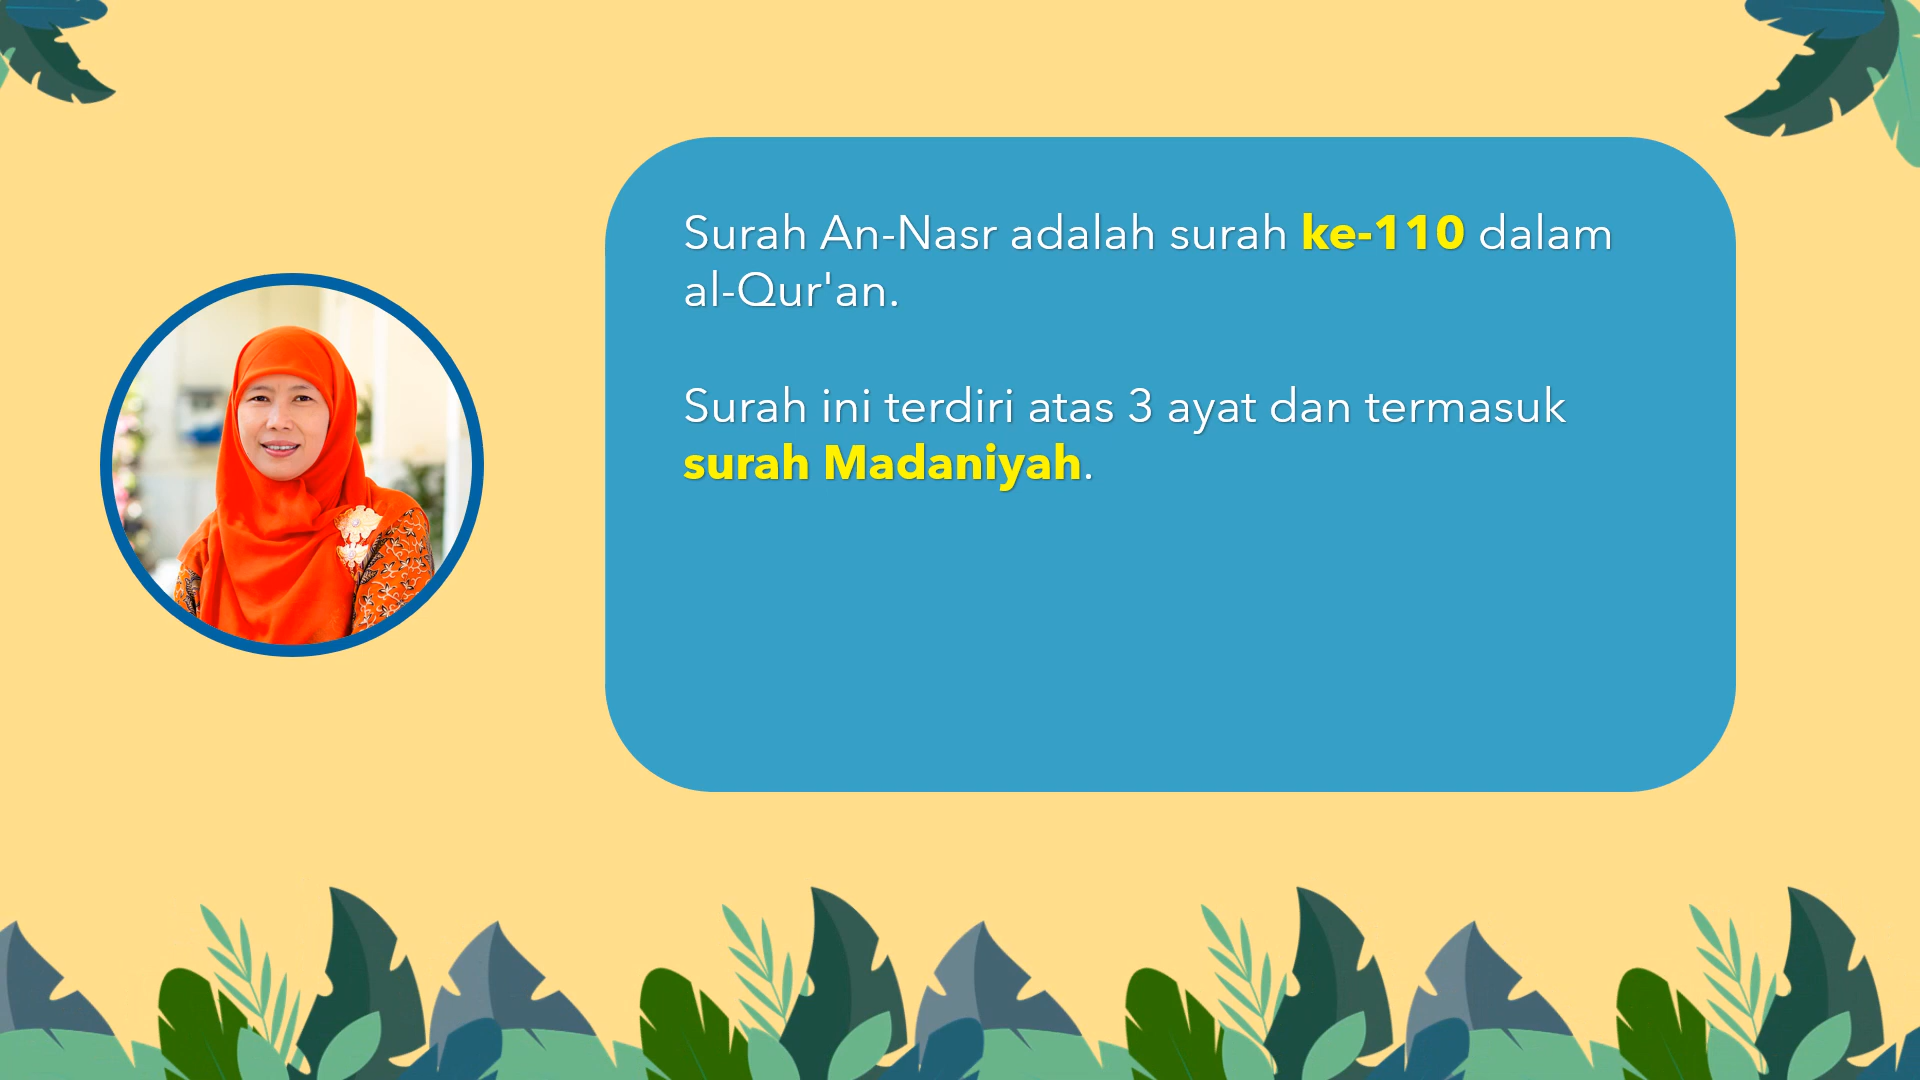 Surah An-Nasr adalah surah ke-110 dalam
al-Qur'an.
Surah ini terdiri atas 3 ayat dan termasuk
surah Madaniyah.